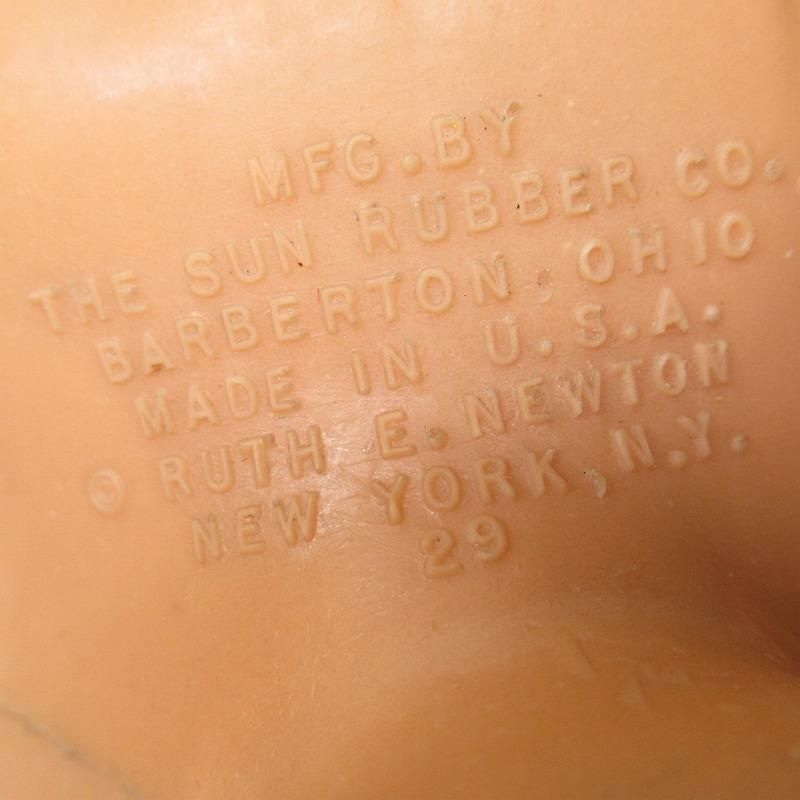 MFG.BY
THE SUN RUBBER CO.
BARBERTON, OHIO
MADE IN U.S.A.
© RUTH E. NEWTON
NEW YORK, N.Y.
29